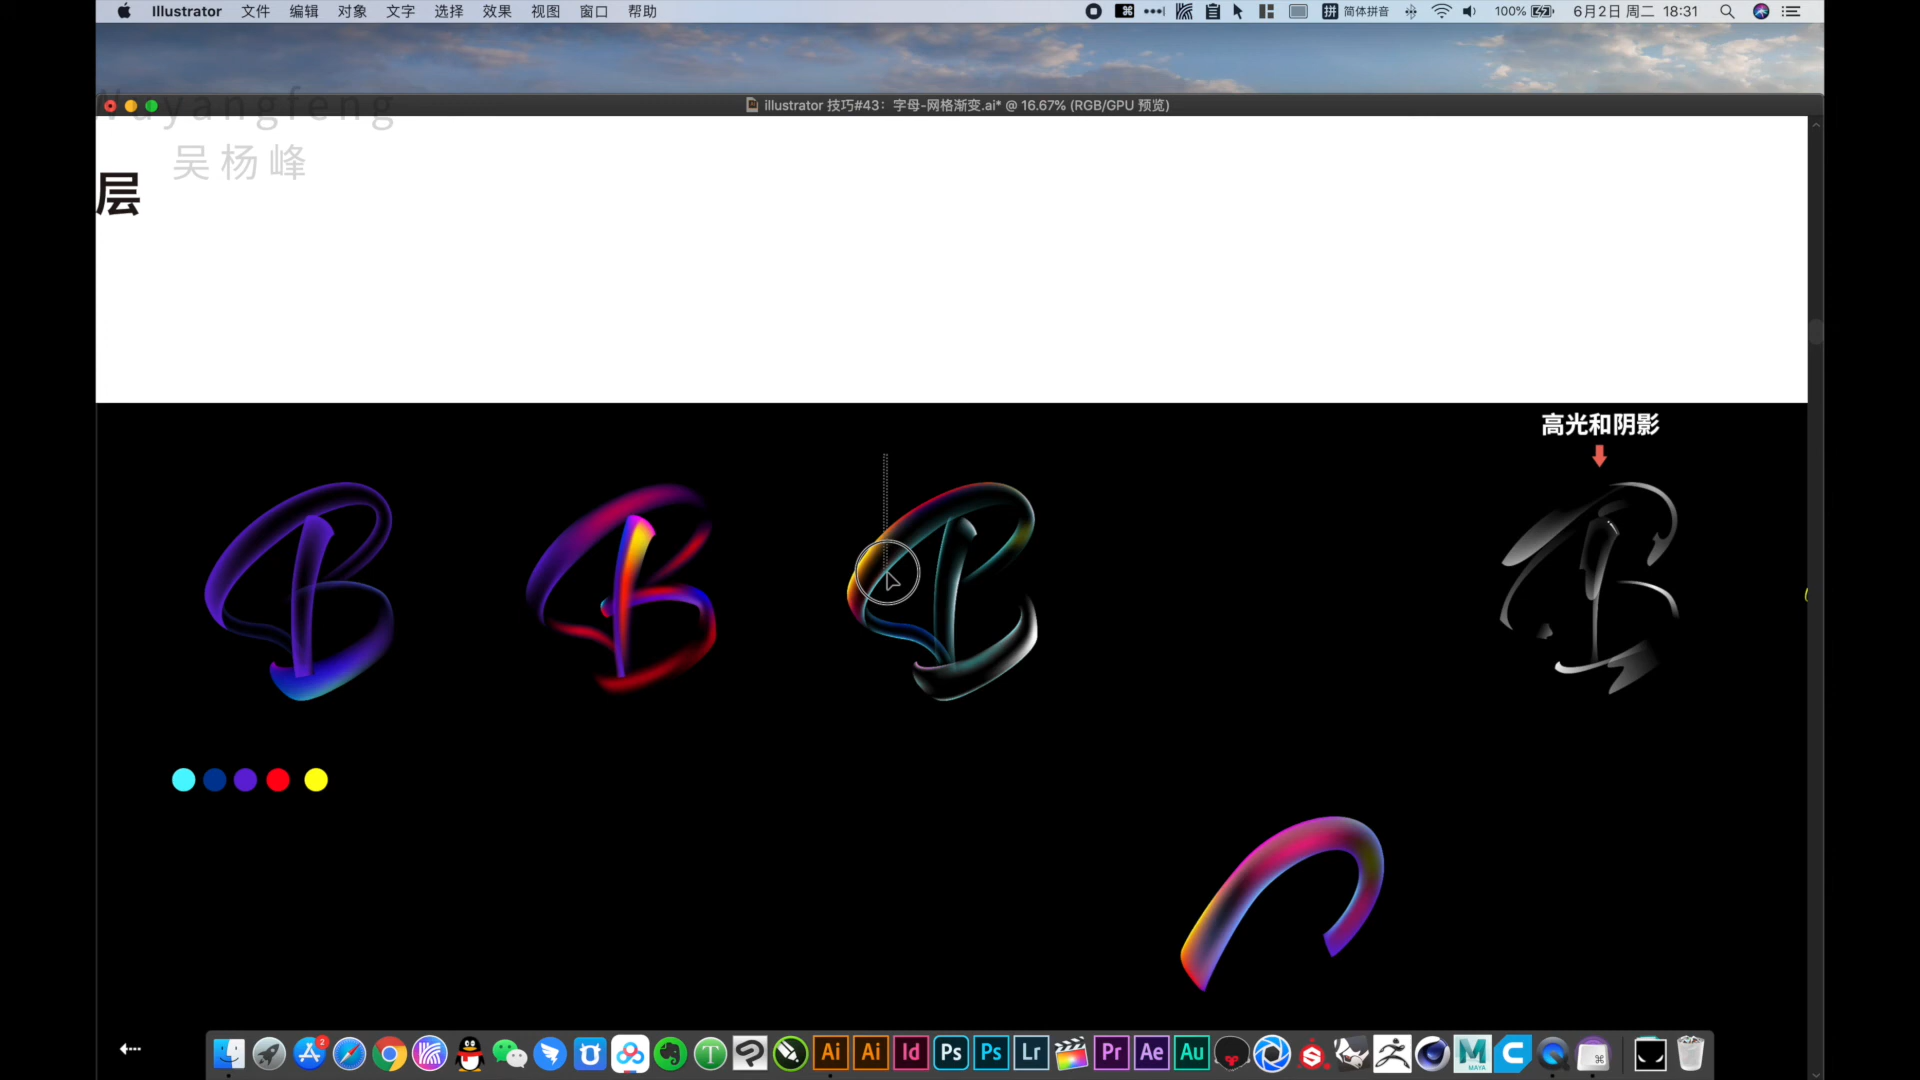 Illustrator 文件 编辑 对象 文字 选择 效果 视图 窗口 帮助 拼 简体拼音 100% 6月2日 周二 18:31
illustrator 技巧#43：字母-网格渐变.ai* @ 16.67% (RGB/GPU 预览)
Wuyangfeng
吴杨峰
层
高光和阴影
2 T Ai Ai Id Ps Ps Lr Pr Ae Au M MAYA C